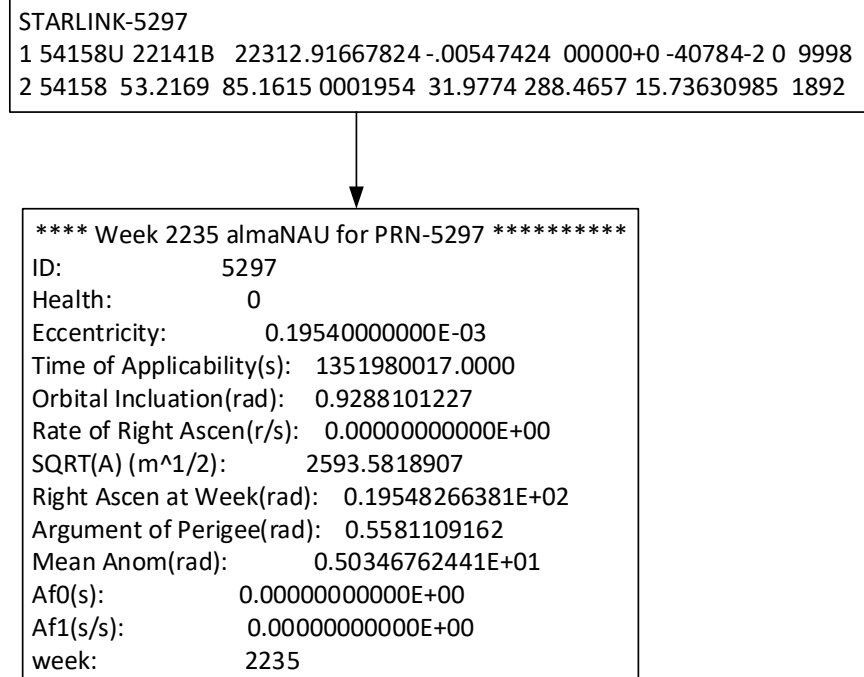 STARLINK-5297
1 54158U 22141B   22312.91667824 -.00547424  00000+0 -40784-2 0  9998
2 54158  53.2169  85.1615 0001954  31.9774 288.4657 15.73630985  1892
**** Week 2235 almaNAU for PRN-5297 **********
ID: 5297
Health: 0
Eccentricity: 0.19540000000E-03
Time of Applicability(s): 1351980017.0000
Orbital Incluation(rad): 0.9288101227
Rate of Right Ascen(r/s): 0.00000000000E+00
SQRT(A) (m^1/2): 2593.5818907
Right Ascen at Week(rad): 0.19548266381E+02
Argument of Perigee(rad): 0.5581109162
Mean Anom(rad): 0.50346762441E+01
Af0(s): 0.00000000000E+00
Af1(s/s): 0.00000000000E+00
week: 2235